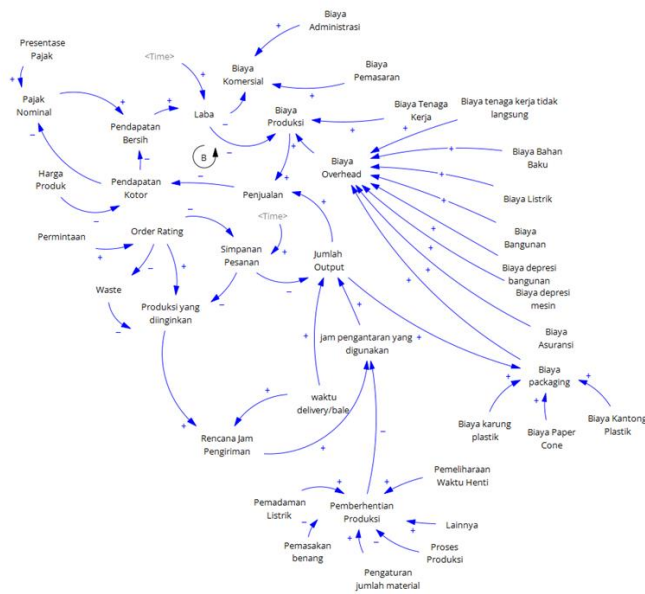 Biaya
Administrasi
Presentase
Pajak
<Time>
Biaya
Komersial
Biaya
Pemasaran
Pajak
Nominal
Pendapatan
Bersih
Laba
Biaya
Produksi
Biaya Tenaga
Kerja
Biaya tenaga kerja tidak
langsung
B
Biaya
Overhead
Biaya Bahan
Baku
Harga
Produk
Pendapatan
Kotor
Penjualan
Biaya Listrik
<Time>
Permintaan
Order Rating
Simpanan
Pesanan
Jumlah
Output
Biaya
Bangunan
Biaya depresi
bangunan
Biaya depresi
mesin
Waste
Produksi yang
diinginkan
Jam pengantaran yang
digunakan
Biaya
Asuransi
Biaya
packaging
waktu
delivery/bale
Rencana Jam
Pengiriman
Biaya karung
plastik
Biaya Paper
Cone
Biaya Kantong
Plastik
Pemeliharaan
Waktu Henti
Pemadaman
Listrik
Pemberhentian
Produksi
Lainnya
Pemasakan
benang
Proses
Produksi
Pengaturan
jumlah material